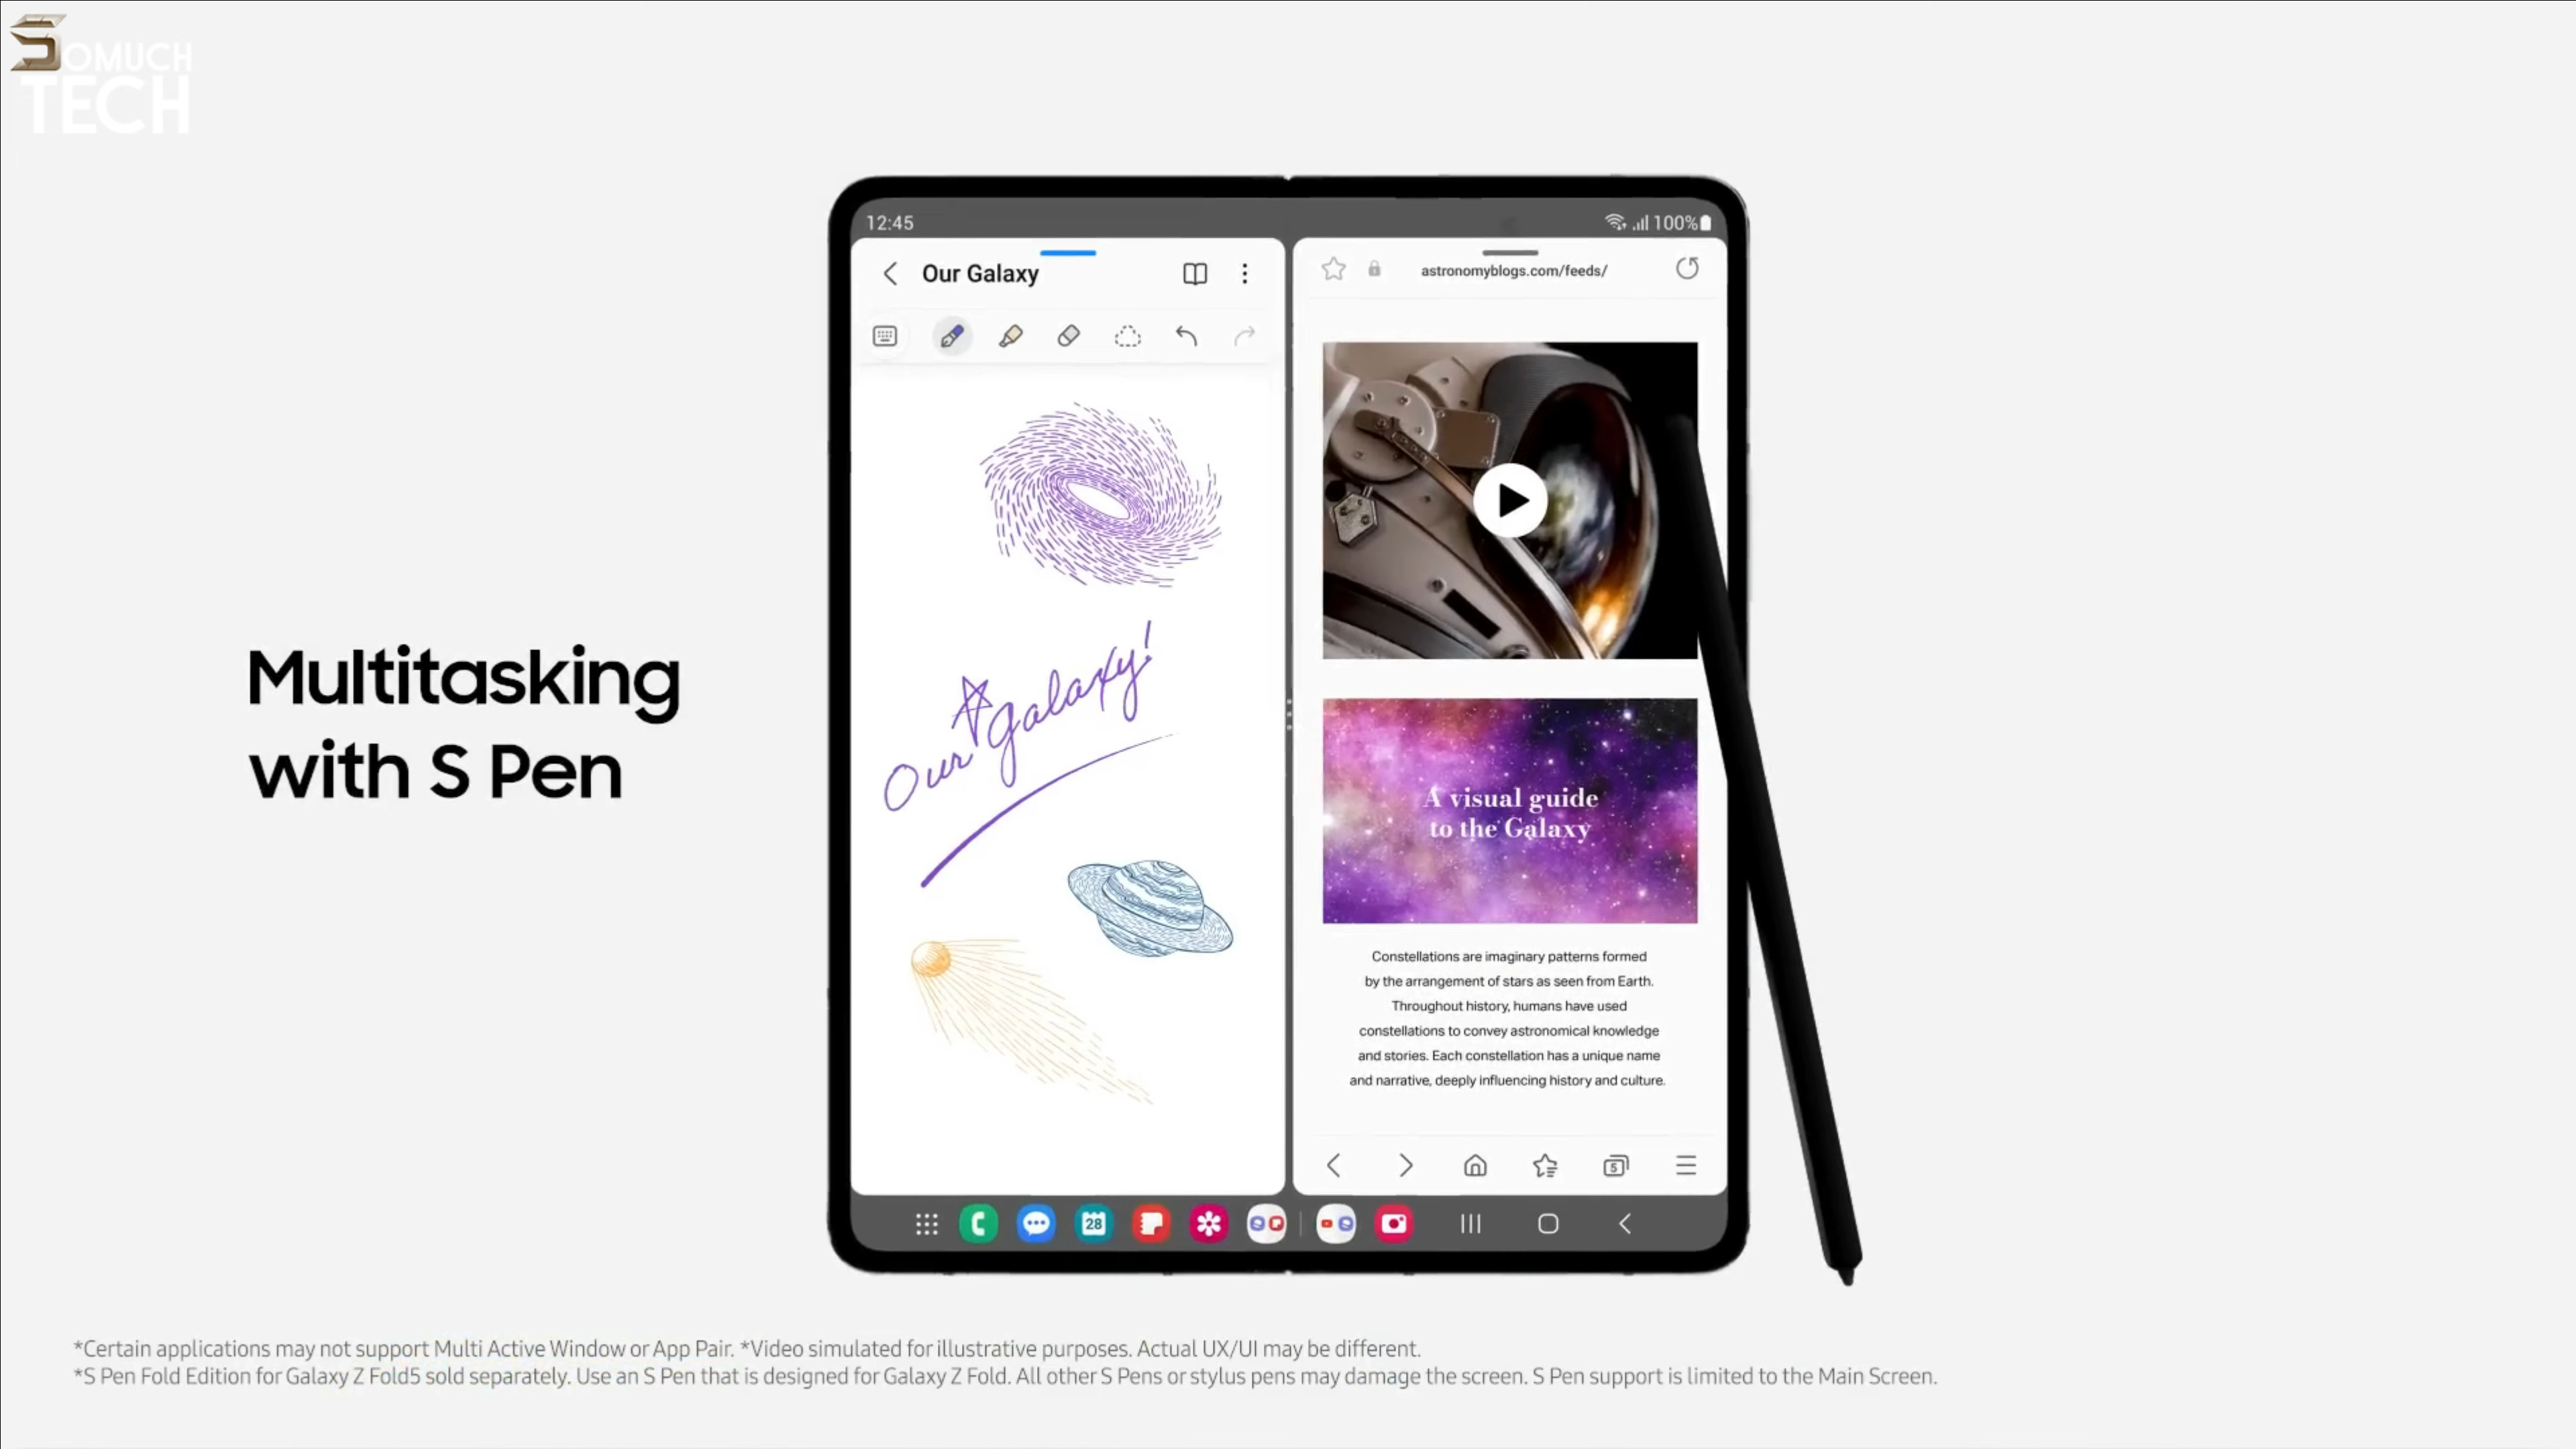 SOMUCH
TECH
12:45
100%
Our Galaxy
astronomyblogs.com/feeds/
Our galaxy!
A visual guide
to the Galaxy
Constellations are imaginary patterns formed
by the arrangement of stars as seen from Earth.
Throughout history, humans have used
constellations to convey astronomical knowledge
and stories. Each constellation has a unique name
and narrative, deeply influencing history and culture.
5
28
Multitasking
with S Pen
*Certain applications may not support Multi Active Window or App Pair. *Video simulated for illustrative purposes. Actual UX/UI may be different.
*S Pen Fold Edition for Galaxy Z Fold5 sold separately. Use an S Pen that is designed for Galaxy Z Fold. All other S Pens or stylus pens may damage the screen. S Pen support is limited to the Main Screen.